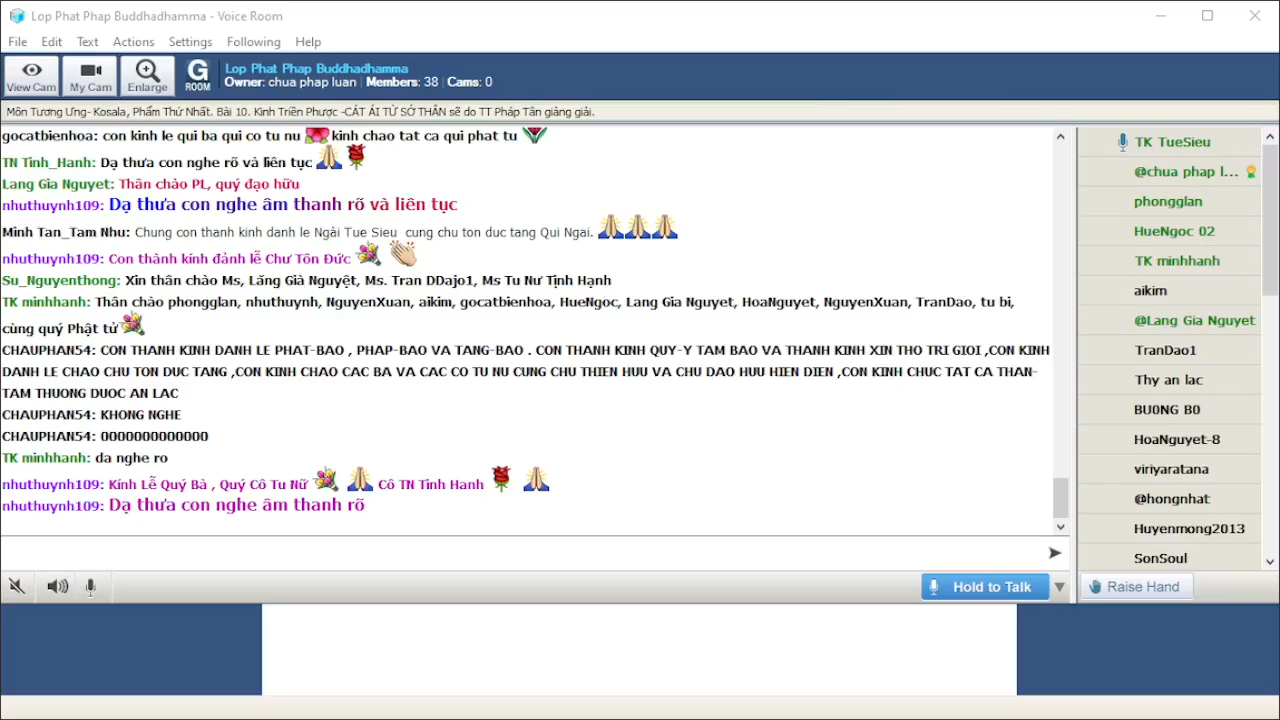 Lop Phat Phap Buddhadhamma - Voice Room
File Edit Text Actions Settings Following Help
View Cam My Cam Enlarge G ROOM
Lop Phat Phap Buddhadhamma
Owner: chua phap luan | Members: 38 | Cams: 0
Môn Tương Ưng- Kosala, Phẩm Thứ Nhất. Bài 10. Kinh Triền Phược -CÁT ÁI TỪ SỞ THÂN sẽ do TT Pháp Tân giảng giải.
gocatbienhoa: con kinh le qui ba qui co tu nu kinh chao tat ca qui phat tu
TN Tinh_Hanh: Dạ thưa con nghe rõ và liên tục
Lang Gia Nguyet: Thân chào PL, quý đạo hữu
nhuthuynh109: Dạ thưa con nghe âm thanh rõ và liên tục
Minh Tan_Tam Nhu: Chung con thanh kinh danh le Ngài Tue Sieu cung chu ton duc tang Qui Ngai.
nhuthuynh109: Con thành kính đảnh lễ Chư Tôn Đức
Su_Nguyenthong: Xin thân chào Ms, Lăng Già Nguyệt, Ms. Tran DDajo1, Ms Tu Nư Tịnh Hạnh
TK minhhanh: Thân chào phongglan, nhuthuynh, NguyenXuan, aikim, gocatbienhoa, HueNgoc, Lang Gia Nguyet, HoaNguyet, NguyenXuan, TranDao, tu bi,
cùng quý Phật tử
CHAUPHAN54: CON THANH KINH DANH LE PHAT-BAO , PHAP-BAO VA TANG-BAO . CON THANH KINH QUY-Y TAM BAO VA THANH KINH XIN THO TRI GIOI ,CON KINH
DANH LE CHAO CHU TON DUC TANG ,CON KINH CHAO CAC BA VA CAC CO TU NU CUNG CHU THIEN HUU VA CHU DAO HUU HIEN DIEN ,CON KINH CHUC TAT CA THAN-
TAM THUONG DUOC AN LAC
CHAUPHAN54: KHONG NGHE
CHAUPHAN54: 0000000000000
TK minhhanh: da nghe ro
nhuthuynh109: Kính Lễ Quý Bà , Quý Cô Tu Nữ Cô TN Tinh Hanh
nhuthuynh109: Dạ thưa con nghe âm thanh rõ
TK TueSieu
@chua phap l...
phongglan
HueNgoc 02
TK minhhanh
aikim
@Lang Gia Nguyet
TranDao1
Thy an lac
BU0NG B0
HoaNguyet-8
viriyaratana
@hongnhat
Huyenmong2013
SonSoul
Hold to Talk
Raise Hand